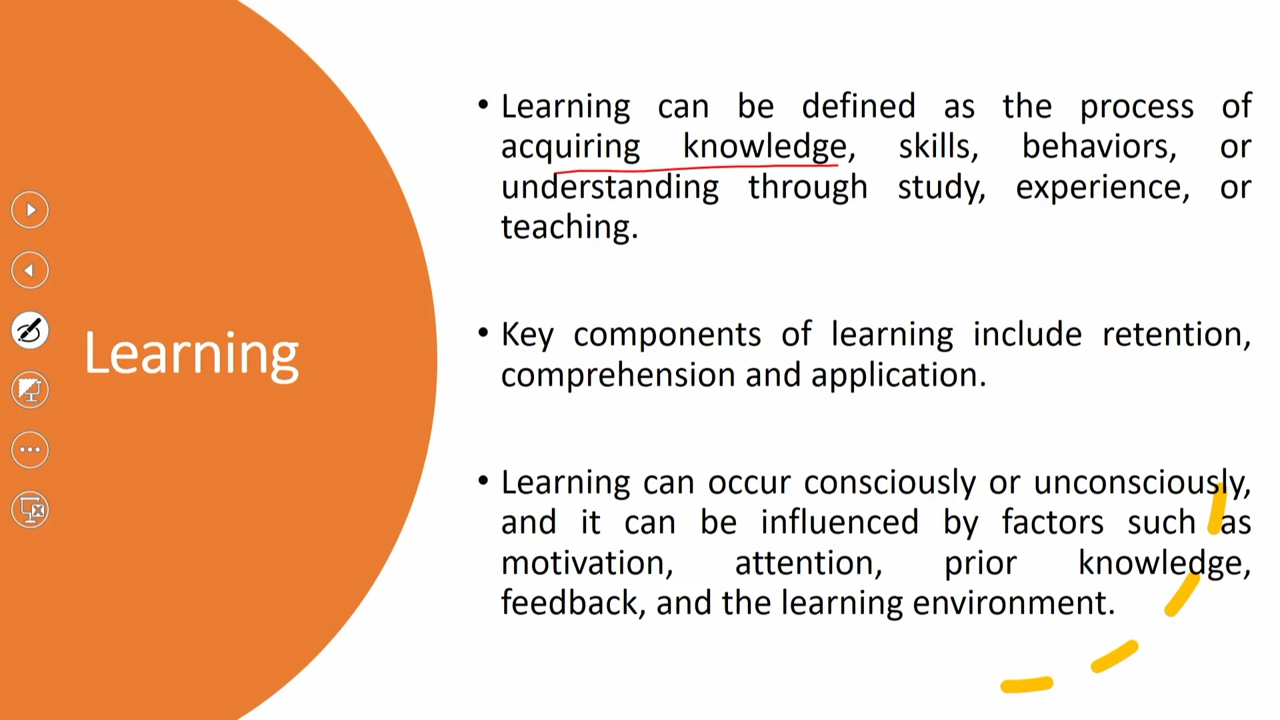 Learning
• Learning can be defined as the process of
acquiring knowledge, skills, behaviors, or
understanding through study, experience, or
teaching.
• Key components of learning include retention,
comprehension and application.
• Learning can occur consciously or unconsciously,
and it can be influenced by factors such as
motivation, attention, prior knowledge,
feedback, and the learning environment.